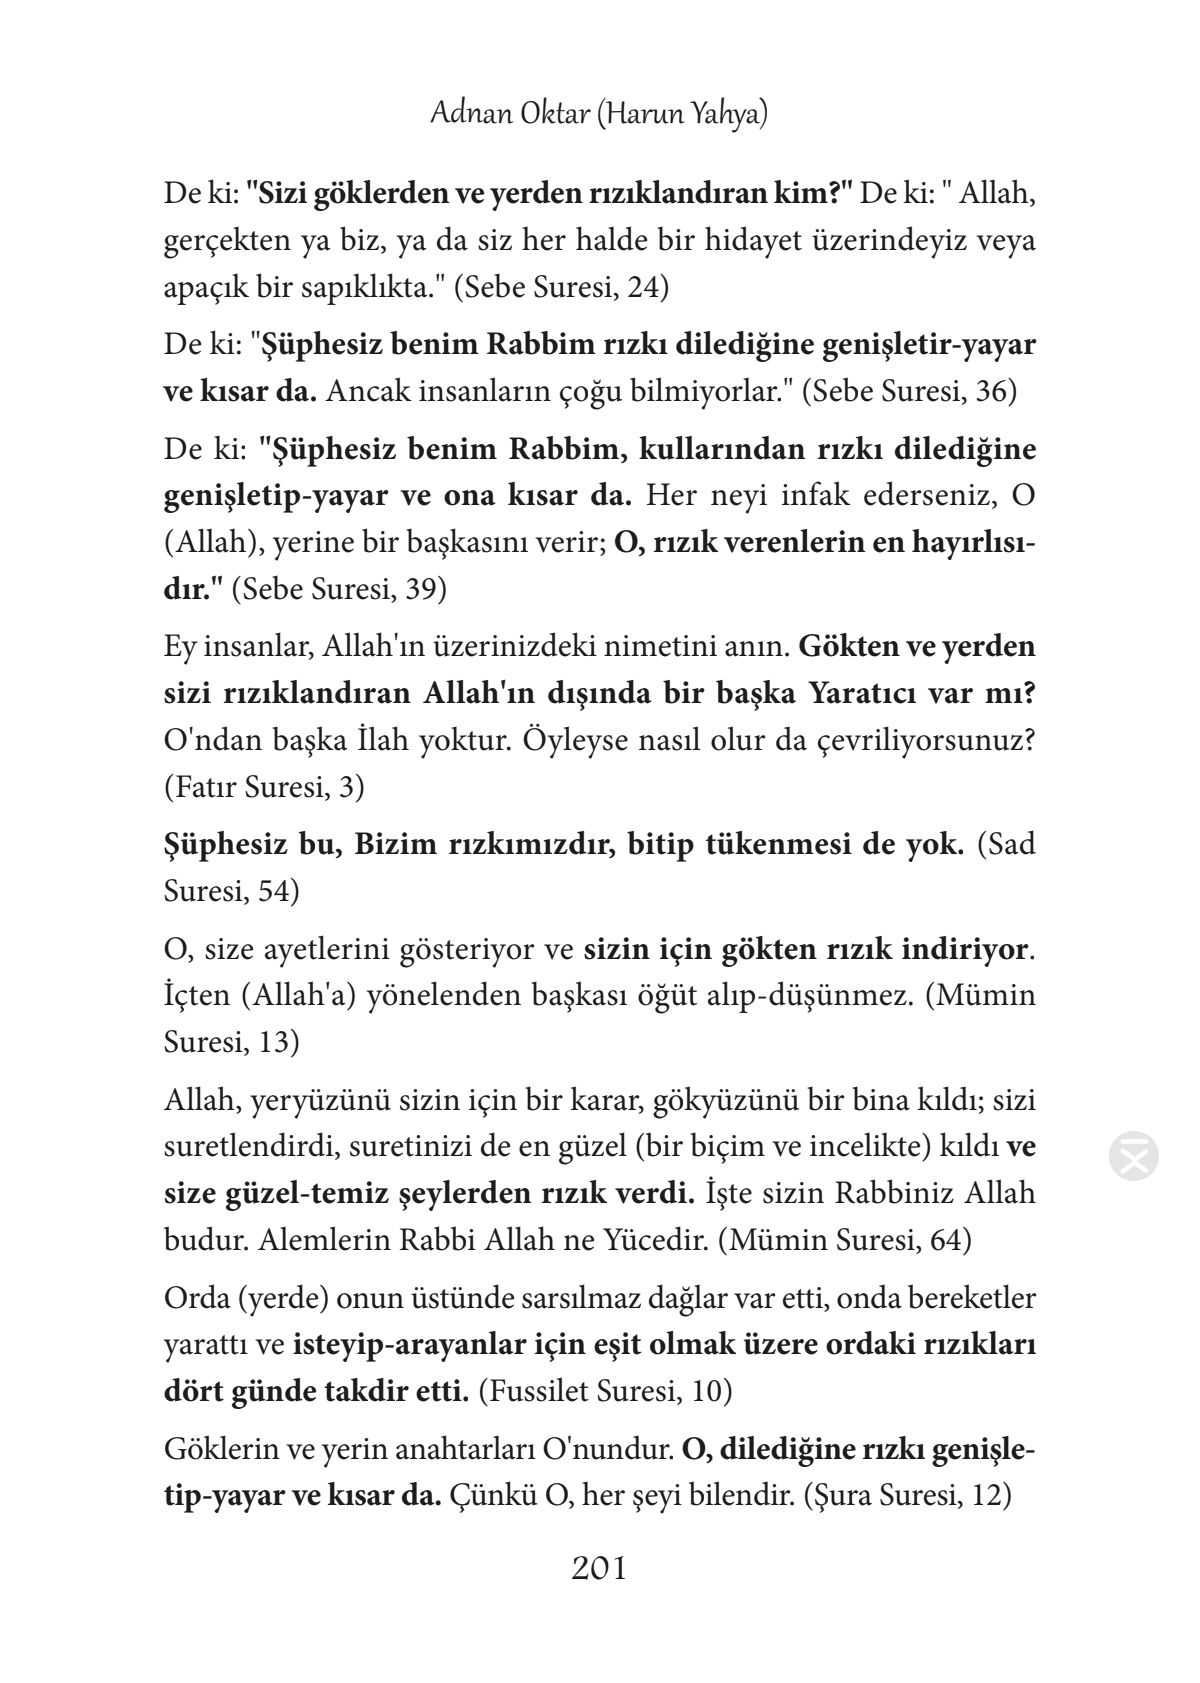 Adnan Oktar (Harun Yahya)
De ki: "Sizi göklerden ve yerden rızıklandıran kim?" De ki: " Allah,
gerçekten ya biz, ya da siz her halde bir hidayet üzerindeyiz veya
apaçık bir sapıklıkta." (Sebe Suresi, 24)
De ki: "Şüphesiz benim Rabbim rızkı dilediğine genişletir-yayar
ve kısar da. Ancak insanların çoğu bilmiyorlar." (Sebe Suresi, 36)
De ki: "Şüphesiz benim Rabbim, kullarından rızkı dilediğine
genişletip-yayar ve ona kısar da. Her neyi infak ederseniz, O
(Allah), yerine bir başkasını verir; O, rızık verenlerin en hayırlısı-
dır." (Sebe Suresi, 39)
Ey insanlar, Allah'ın üzerinizdeki nimetini anın. Gökten ve yerden
sizi rızıklandıran Allah'ın dışında bir başka Yaratıcı var mı?
O'ndan başka İlah yoktur. Öyleyse nasıl olur da çevriliyorsunuz?
(Fatır Suresi, 3)
Şüphesiz bu, Bizim rızkımızdır, bitip tükenmesi de yok. (Sad
Suresi, 54)
O, size ayetlerini gösteriyor ve sizin için gökten rızık indiriyor.
İçten (Allah'a) yönelenden başkası öğüt alıp-düşünmez. (Mümin
Suresi, 13)
Allah, yeryüzünü sizin için bir karar, gökyüzünü bir bina kıldı; sizi
suretlendirdi, suretinizi de en güzel (bir biçim ve incelikte) kıldı ve
size güzel-temiz şeylerden rızık verdi. İşte sizin Rabbiniz Allah
budur. Alemlerin Rabbi Allah ne Yücedir. (Mümin Suresi, 64)
Orda (yerde) onun üstünde sarsılmaz dağlar var etti, onda bereketler
yarattı ve isteyip-arayanlar için eşit olmak üzere ordaki rızıkları
dört günde takdir etti. (Fussilet Suresi, 10)
Göklerin ve yerin anahtarları O'nundur. O, dilediğine rızkı genişle-
tip-yayar ve kısar da. Çünkü O, her şeyi bilendir. (Şura Suresi, 12)
201